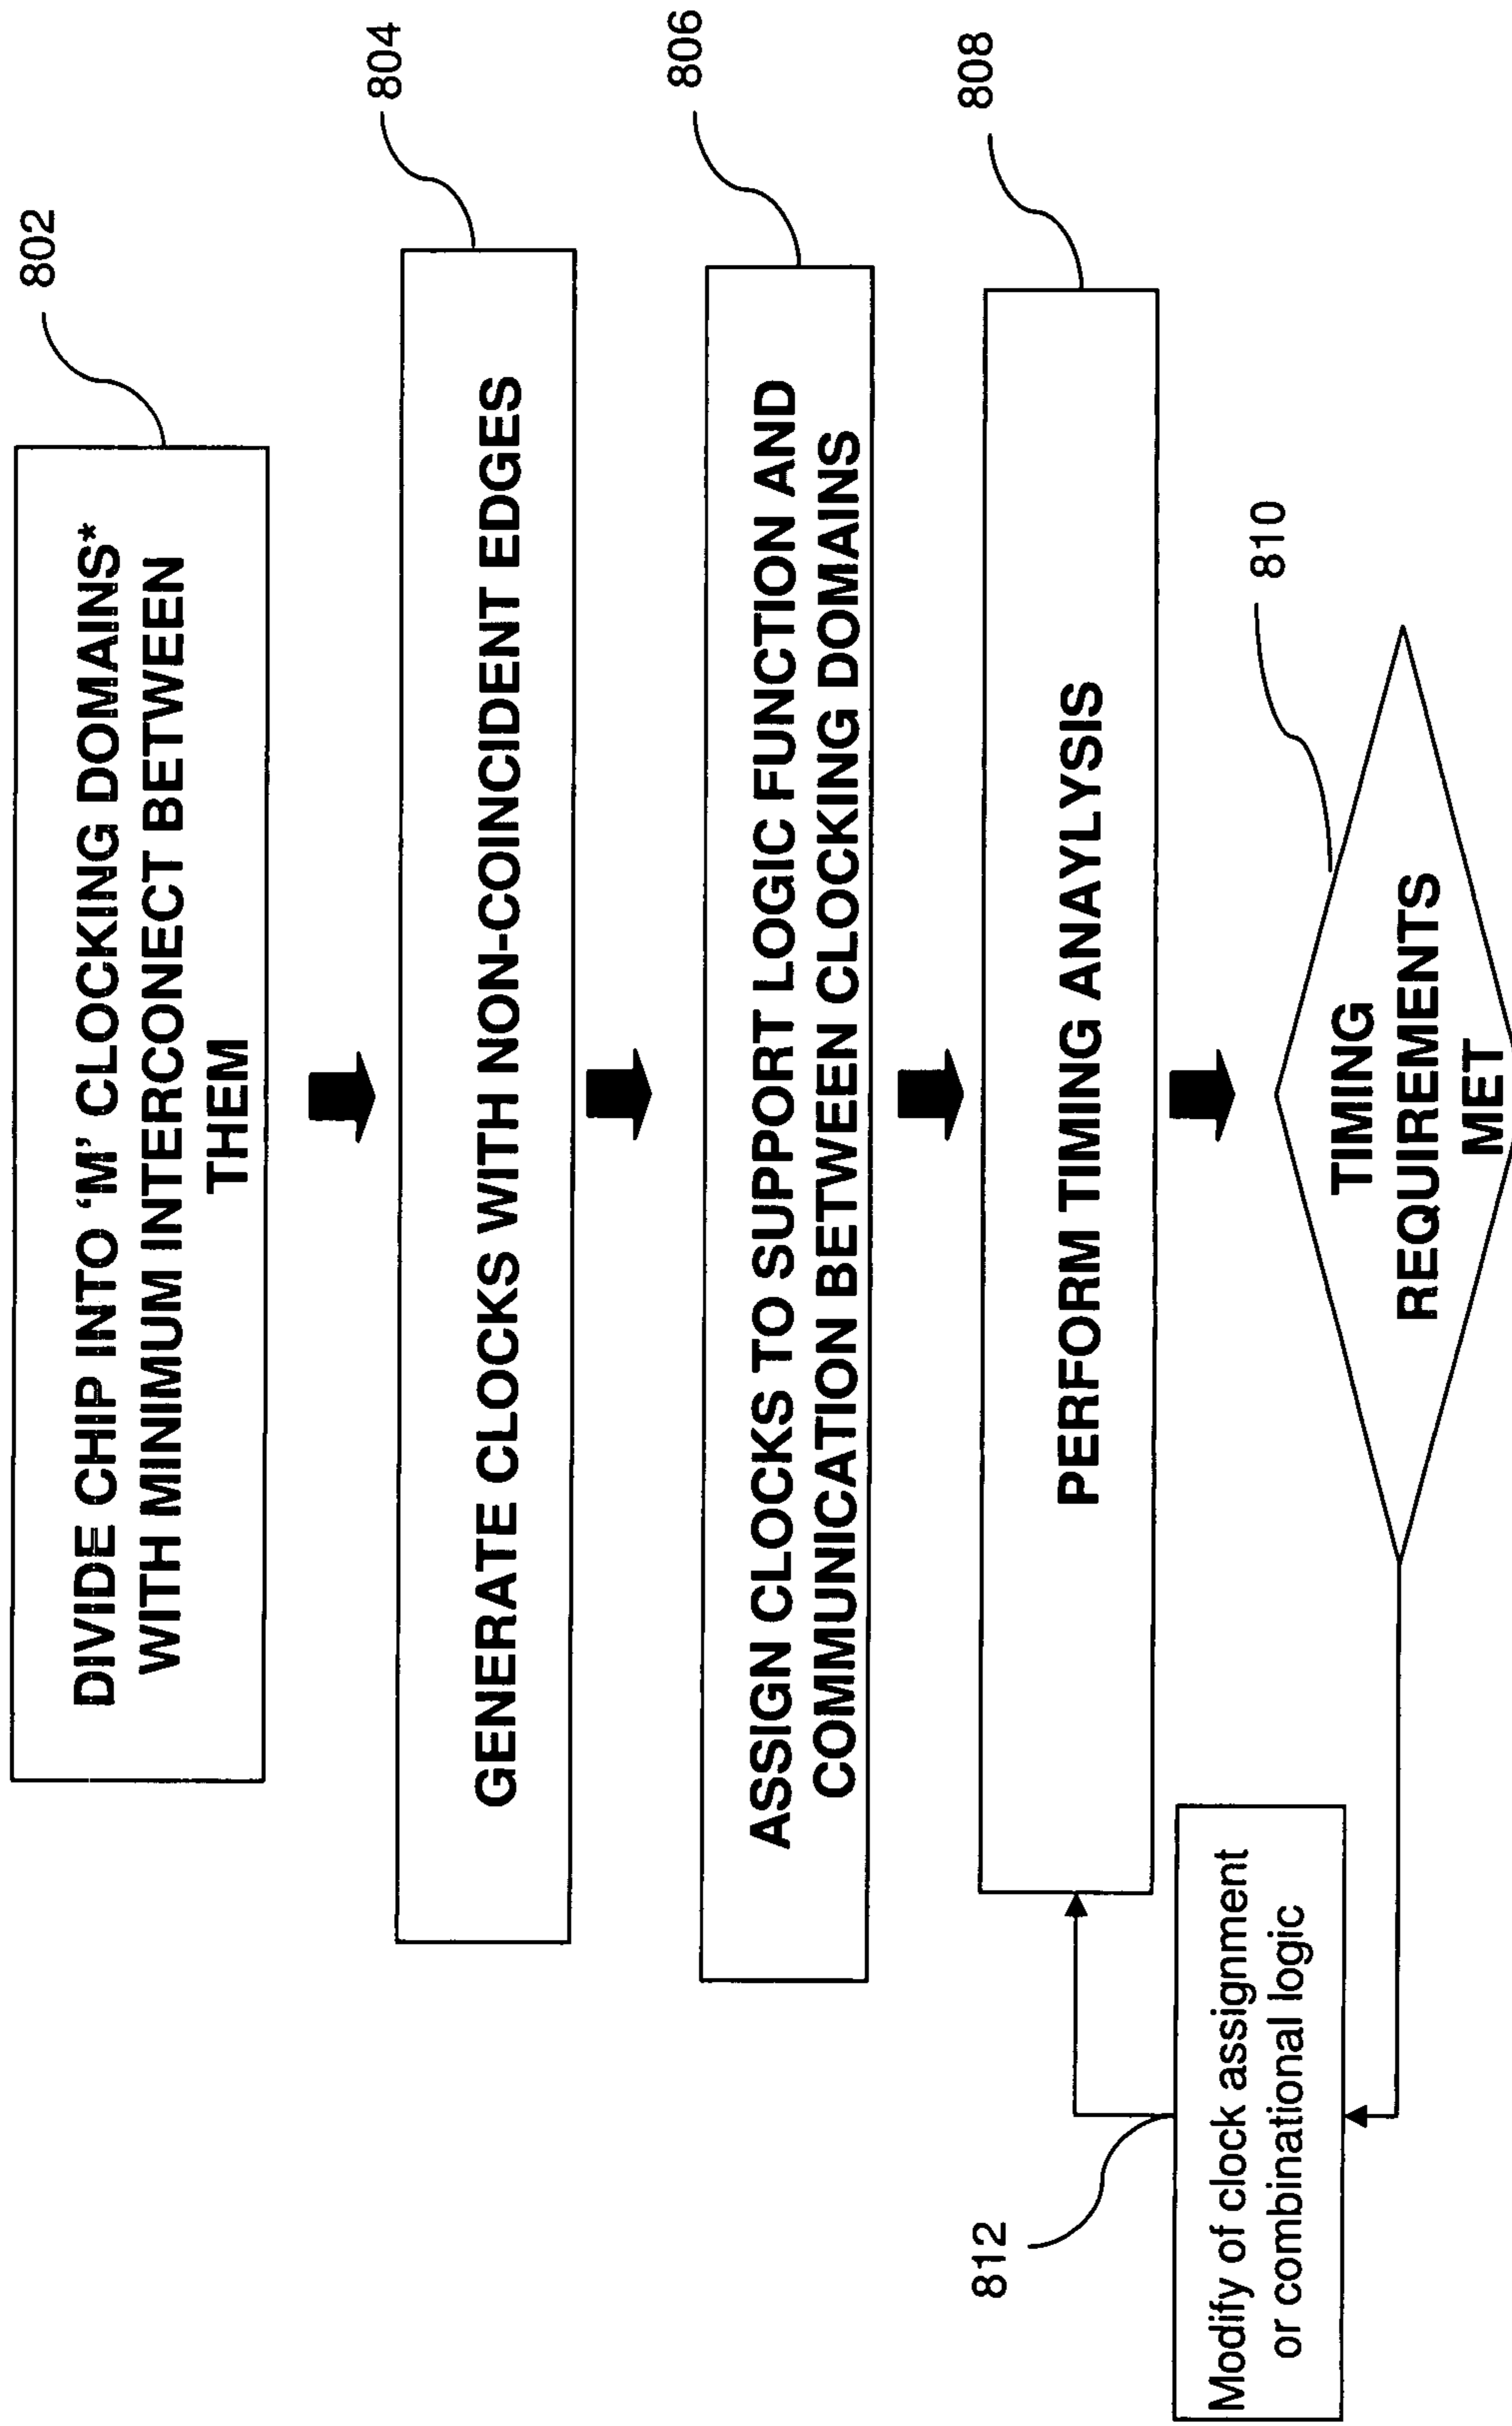 802
DIVIDE CHIP INTO 'M' CLOCKING DOMAINS*
WITH MINIMUM INTERCONECT BETWEEN
THEM
804
GENERATE CLOCKS WITH NON-COINCIDENT EDGES
806
ASSIGN CLOCKS TO SUPPORT LOGIC FUNCTION AND
COMMUNICATION BETWEEN CLOCKING DOMAINS
808
PERFORM TIMING ANAYLYSIS
810
TIMING
REQUIREMENTS
MET
812
Modify of clock assignment
or combinational logic